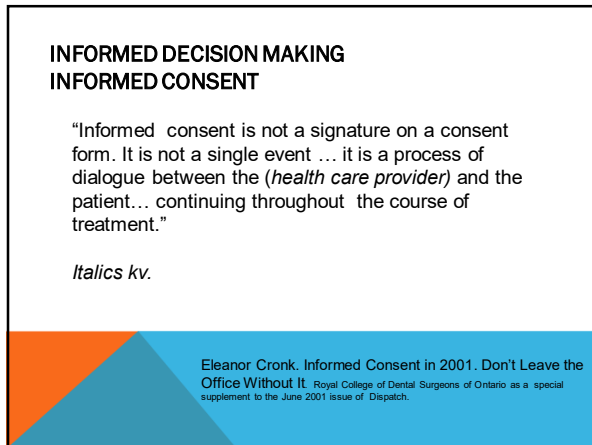 INFORMED DECISION MAKING
INFORMED CONSENT
“Informed consent is not a signature on a consent
form. It is not a single event … it is a process of
dialogue between the (health care provider) and the
patient… continuing throughout the course of
treatment.”
Italics kv.
Eleanor Cronk. Informed Consent in 2001. Don’t Leave the
Office Without It. Royal College of Dental Surgeons of Ontario as a special
supplement to the June 2001 issue of Dispatch.